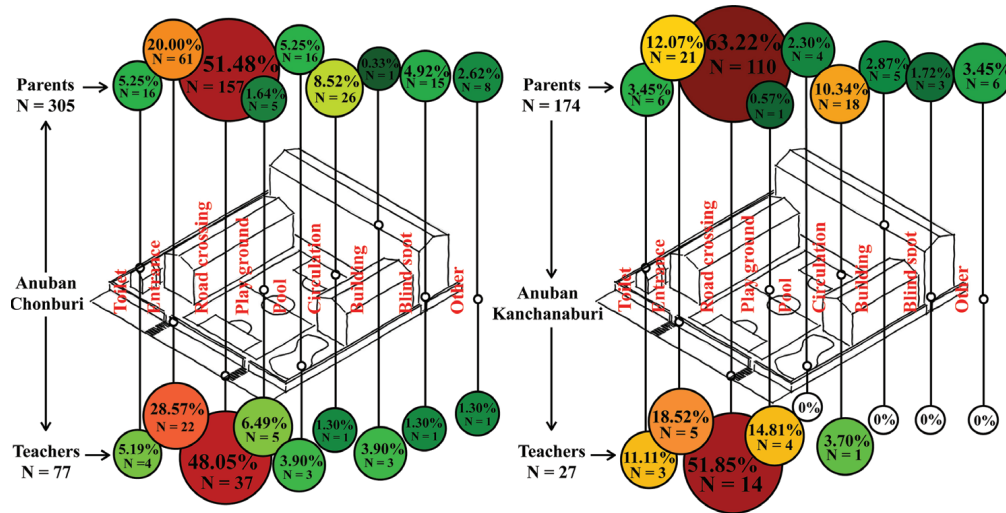 20.00%
N = 61
51.48%
N = 157
5.25%
N = 16
5.25%
N = 16
1.64%
N = 5
8.52%
N = 26
0.33%
N = 1
4.92%
N = 15
2.62%
N = 8
Parents
N = 305
Anuban
Chonburi
Toilet
Entrance
Road crossing
Play ground
Pool
Circulation
Building
Blind spot
Other
Teachers
N = 77
5.19%
N =4
28.57%
N = 22
48.05%
N = 37
6.49%
N = 5
3.90%
N = 3
1.30%
N = 1
3.90%
N = 3
1.30%
N = 1
1.30%
N = 1
12.07%
N = 21
63.22%
N = 110
3.45%
N = 6
0.57%
N = 1
2.30%
N = 4
10.34%
N = 18
2.87%
N = 5
1.72%
N = 3
3.45%
N = 6
Parents
N = 174
Anuban
Kanchanaburi
Toilet
Entrance
Road crossing
Play ground
Pool
Circulation
Building
Blind spot
Other
Teachers
N = 27
11.11%
N = 3
18.52%
N = 5
51.85%
N = 14
14.81%
N = 4
0%
3.70%
N = 1
0%
0%
0%